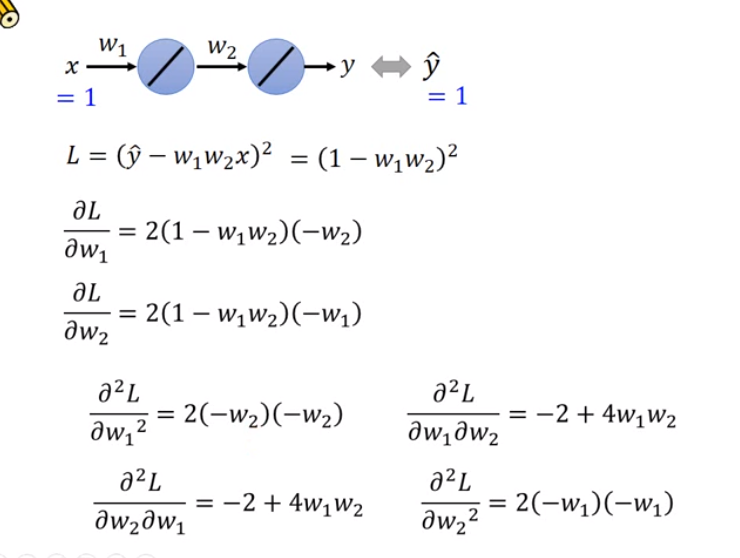 w₁ w₂
x y ŷ
= 1 = 1
L = (ŷ − w₁w₂x)² = (1 − w₁w₂)²
∂L/∂w₁ = 2(1 − w₁w₂)(−w₂)
∂L/∂w₂ = 2(1 − w₁w₂)(−w₁)
∂²L/∂w₁² = 2(−w₂)(−w₂) ∂²L/∂w₁∂w₂ = −2 + 4w₁w₂
∂²L/∂w₂∂w₁ = −2 + 4w₁w₂ ∂²L/∂w₂² = 2(−w₁)(−w₁)